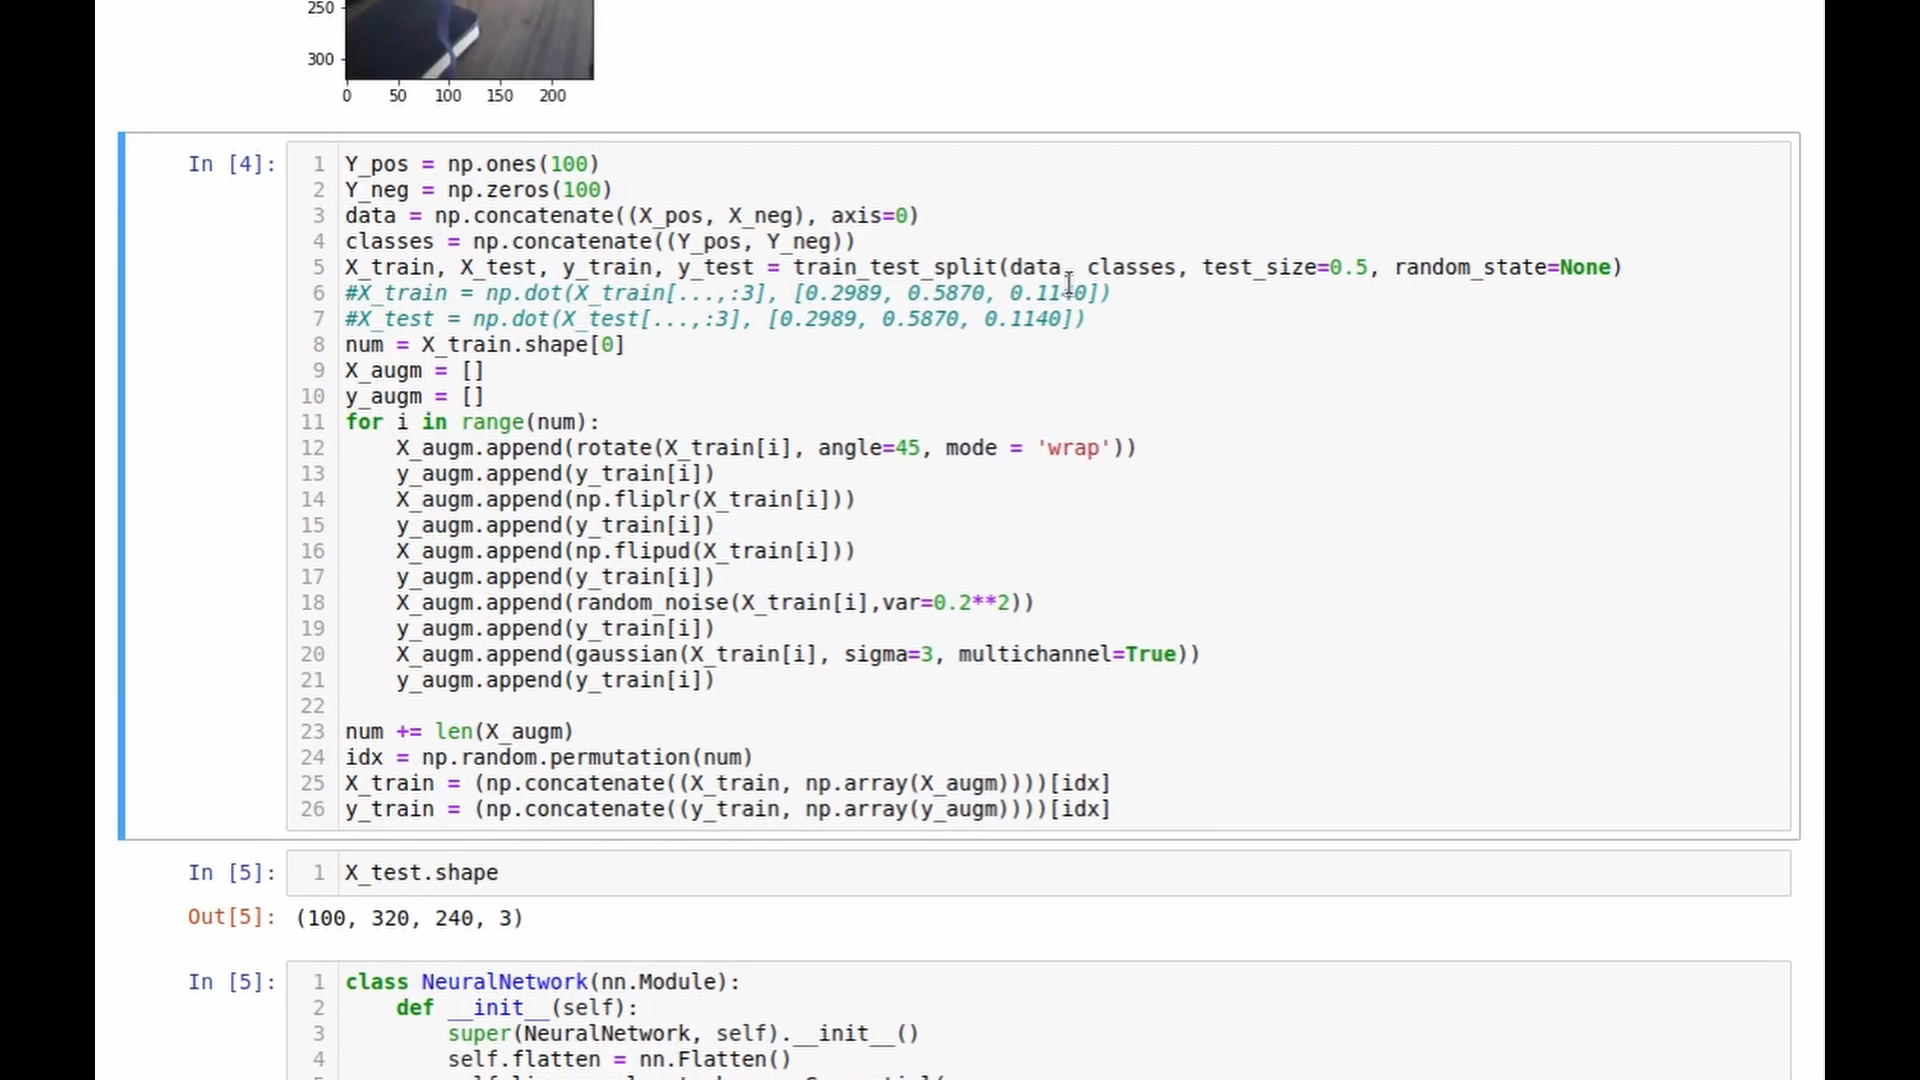 250
300
0 50 100 150 200
In [4]:
1 Y_pos = np.ones(100)
2 Y_neg = np.zeros(100)
3 data = np.concatenate((X_pos, X_neg), axis=0)
4 classes = np.concatenate((Y_pos, Y_neg))
5 X_train, X_test, y_train, y_test = train_test_split(data, classes, test_size=0.5, random_state=None)
6 #X_train = np.dot(X_train[...,:3], [0.2989, 0.5870, 0.1140])
7 #X_test = np.dot(X_test[...,:3], [0.2989, 0.5870, 0.1140])
8 num = X_train.shape[0]
9 X_augm = []
10 y_augm = []
11 for i in range(num):
12     X_augm.append(rotate(X_train[i], angle=45, mode = 'wrap'))
13     y_augm.append(y_train[i])
14     X_augm.append(np.fliplr(X_train[i]))
15     y_augm.append(y_train[i])
16     X_augm.append(np.flipud(X_train[i]))
17     y_augm.append(y_train[i])
18     X_augm.append(random_noise(X_train[i],var=0.2**2))
19     y_augm.append(y_train[i])
20     X_augm.append(gaussian(X_train[i], sigma=3, multichannel=True))
21     y_augm.append(y_train[i])
22
23 num += len(X_augm)
24 idx = np.random.permutation(num)
25 X_train = (np.concatenate((X_train, np.array(X_augm))))[idx]
26 y_train = (np.concatenate((y_train, np.array(y_augm))))[idx]
In [5]:
1 X_test.shape
Out[5]: (100, 320, 240, 3)
In [5]:
1 class NeuralNetwork(nn.Module):
2     def __init__(self):
3         super(NeuralNetwork, self).__init__()
4         self.flatten = nn.Flatten()